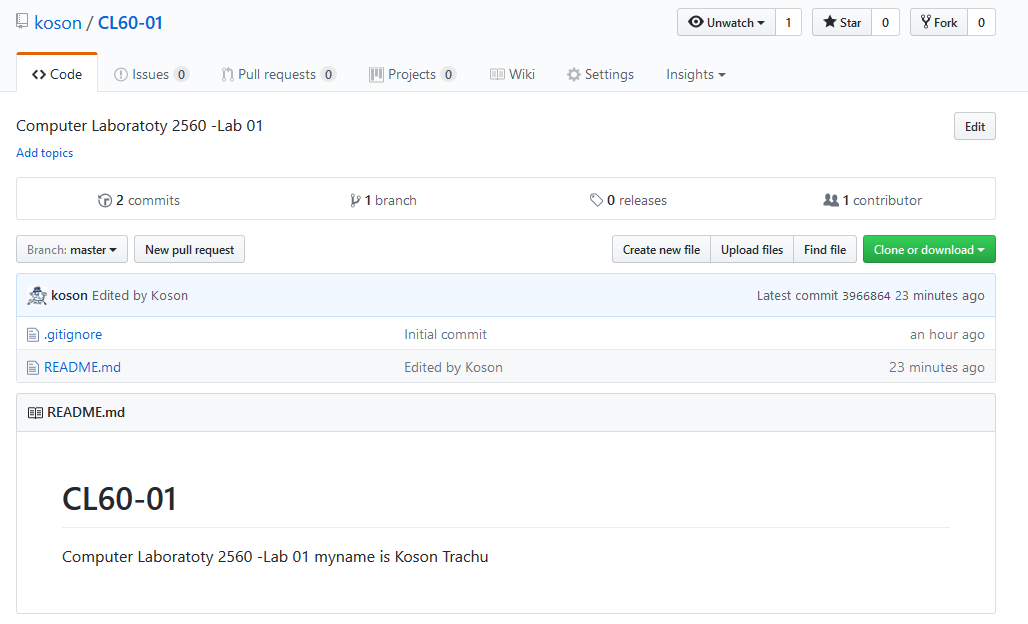 koson / CL60-01
Unwatch 1 Star 0 Fork 0
Code Issues 0 Pull requests 0 Projects 0 Wiki Settings Insights
Computer Laboratoty 2560 -Lab 01
Edit
Add topics
2 commits 1 branch 0 releases 1 contributor
Branch: master New pull request Create new file Upload files Find file Clone or download
koson Edited by Koson Latest commit 3966864 23 minutes ago
.gitignore Initial commit an hour ago
README.md Edited by Koson 23 minutes ago
README.md
CL60-01
Computer Laboratoty 2560 -Lab 01 myname is Koson Trachu